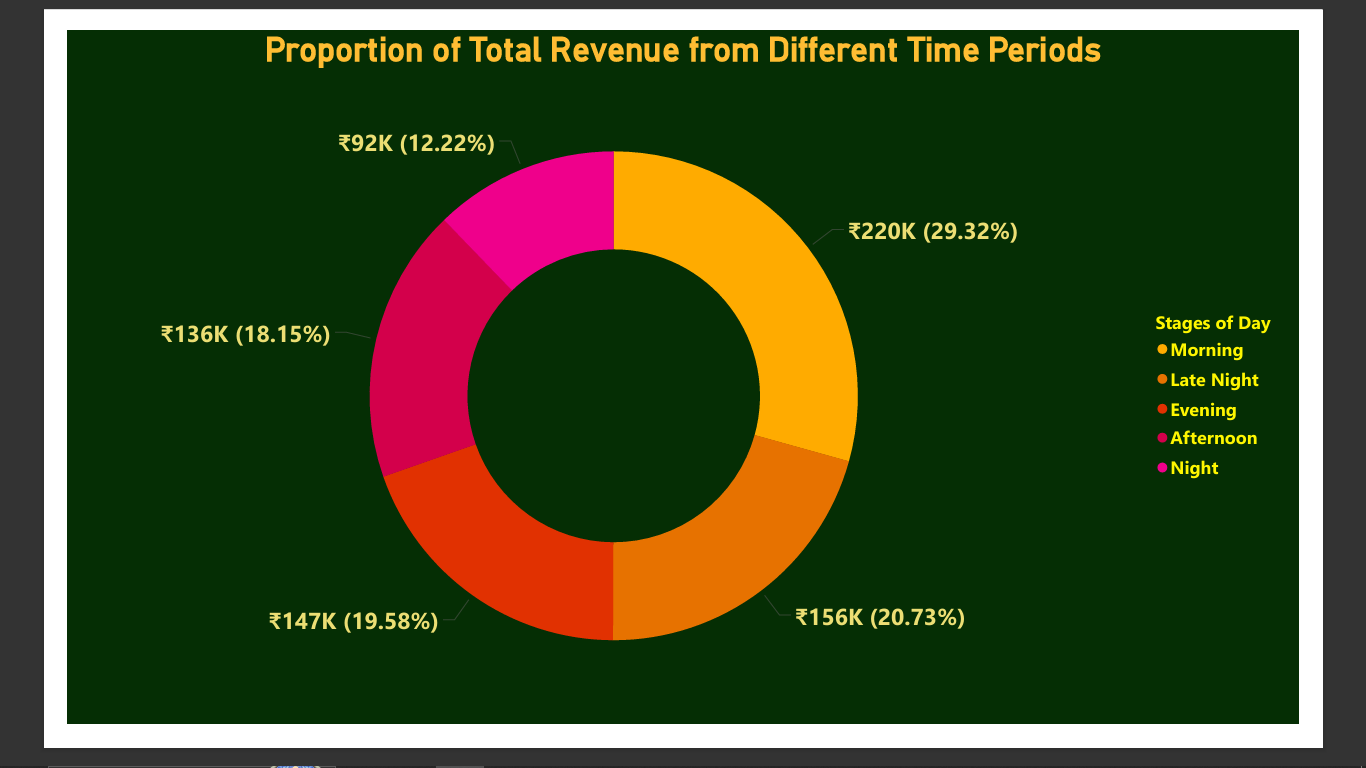 Proportion of Total Revenue from Different Time Periods
₹92K (12.22%)
₹220K (29.32%)
₹136K (18.15%)
Stages of Day
Morning
Late Night
Evening
Afternoon
Night
₹147K (19.58%)
₹156K (20.73%)